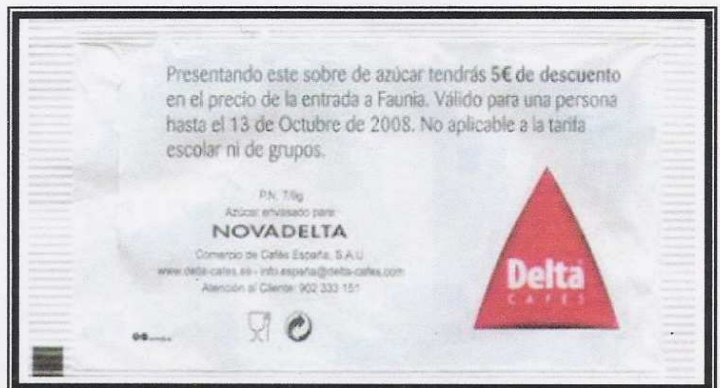 Presentando este sobre de azúcar tendrás 5€ de descuento
en el precio de la entrada a Faunia. Válido para una persona
hasta el 13 de Octubre de 2008. No aplicable a la tarifa
escolar ni de grupos.
P.N. 7,0g
Azúcar envasado para:
NOVADELTA
Comercio de Cafés España, S.A.U.
www.delta-cafes.es - info.espana@delta-cafes.com
Atención al Cliente: 902 333 151
Delta
CAFÉS